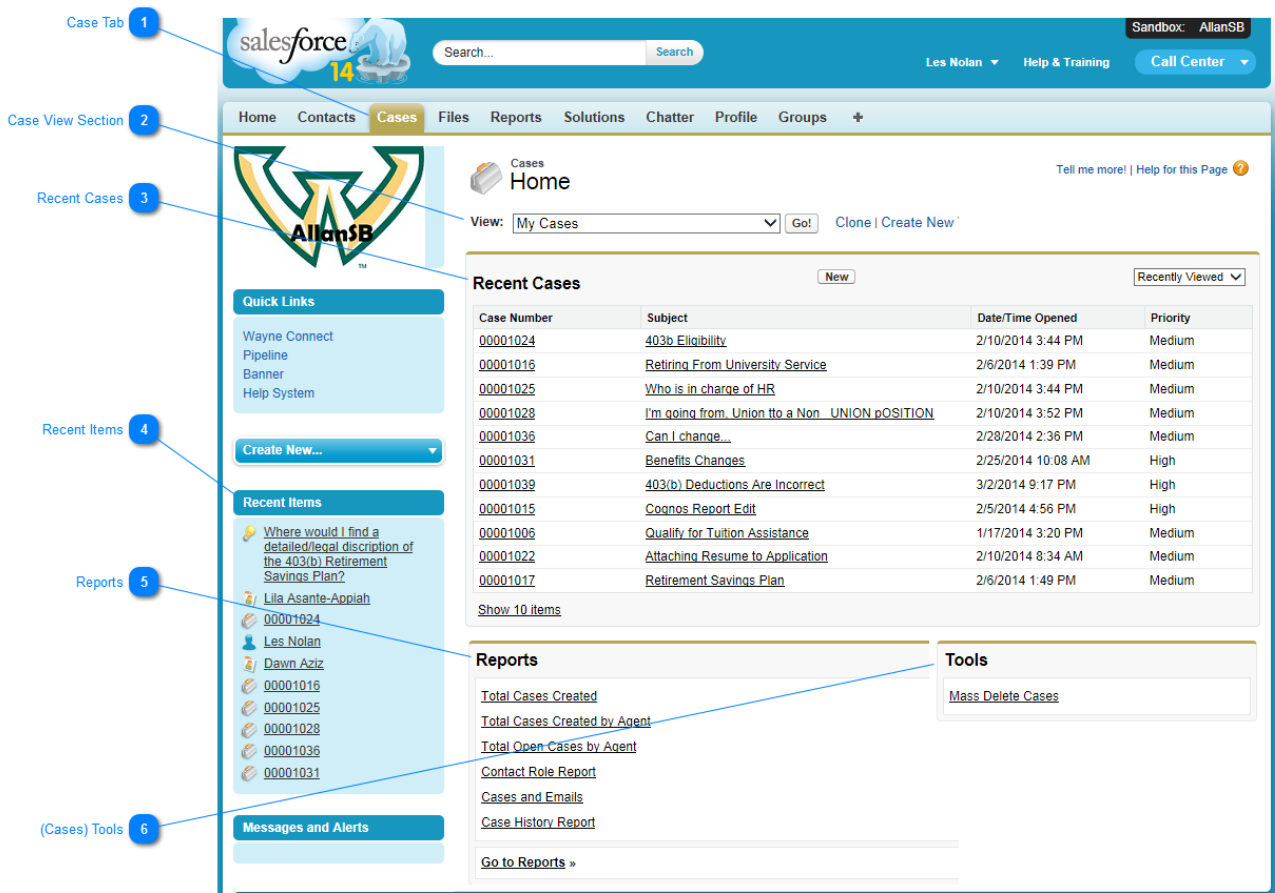 Case Tab 1
Case View Section 2
Recent Cases 3
Recent Items 4
Reports 5
(Cases) Tools 6
salesforce
14
Search... Search
Sandbox: AllanSB
Les Nolan Help & Training Call Center
Home Contacts Cases Files Reports Solutions Chatter Profile Groups +
AllanSB
TM
Quick Links
Wayne Connect
Pipeline
Banner
Help System
Create New...
Recent Items
Where would I find a
detailed/legal discription of
the 403(b) Retirement
Savings Plan?
Lila Asante-Appiah
00001024
Les Nolan
Dawn Aziz
00001016
00001025
00001028
00001036
00001031
Messages and Alerts
Cases
Home
Tell me more! | Help for this Page ?
View: My Cases Go! Clone | Create New
Recent Cases New Recently Viewed
Case Number Subject Date/Time Opened Priority
00001024 403b Eligibility 2/10/2014 3:44 PM Medium
00001016 Retiring From University Service 2/6/2014 1:39 PM Medium
00001025 Who is in charge of HR 2/10/2014 3:44 PM Medium
00001028 I'm going from, Union tto a Non_ UNION pOSITION 2/10/2014 3:52 PM Medium
00001036 Can I change... 2/28/2014 2:36 PM Medium
00001031 Benefits Changes 2/25/2014 10:08 AM High
00001039 403(b) Deductions Are Incorrect 3/2/2014 9:17 PM High
00001015 Cognos Report Edit 2/5/2014 4:56 PM High
00001006 Qualify for Tuition Assistance 1/17/2014 3:20 PM Medium
00001022 Attaching Resume to Application 2/10/2014 8:34 AM Medium
00001017 Retirement Savings Plan 2/6/2014 1:49 PM Medium
Show 10 items
Reports
Total Cases Created
Total Cases Created by Agent
Total Open Cases by Agent
Contact Role Report
Cases and Emails
Case History Report
Go to Reports »
Tools
Mass Delete Cases